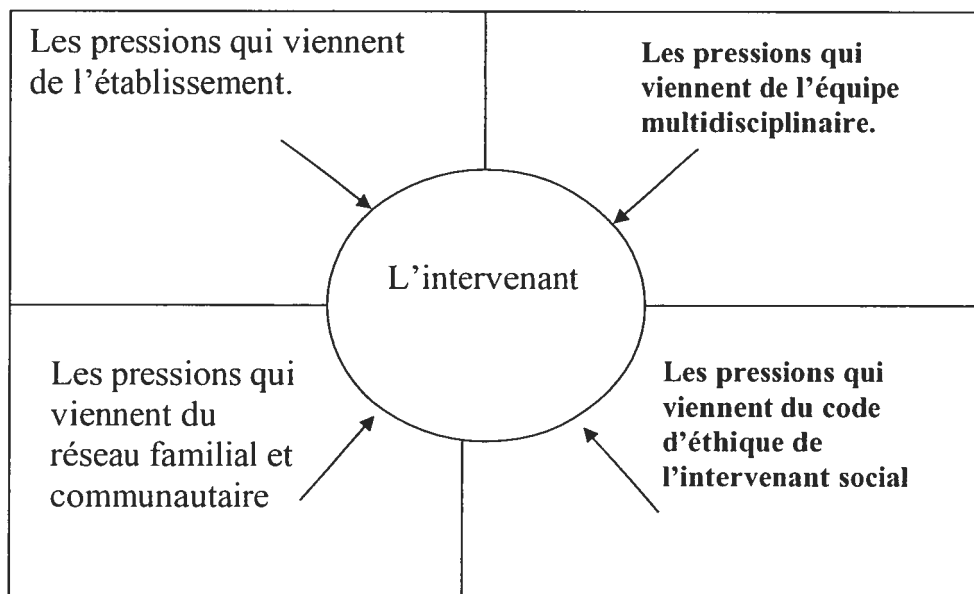 Les pressions qui viennent
de l'établissement.
Les pressions qui
viennent de l'équipe
multidisciplinaire.
L'intervenant
Les pressions qui
viennent du
réseau familial et
communautaire
Les pressions qui
viennent du code
d'éthique de
l'intervenant social